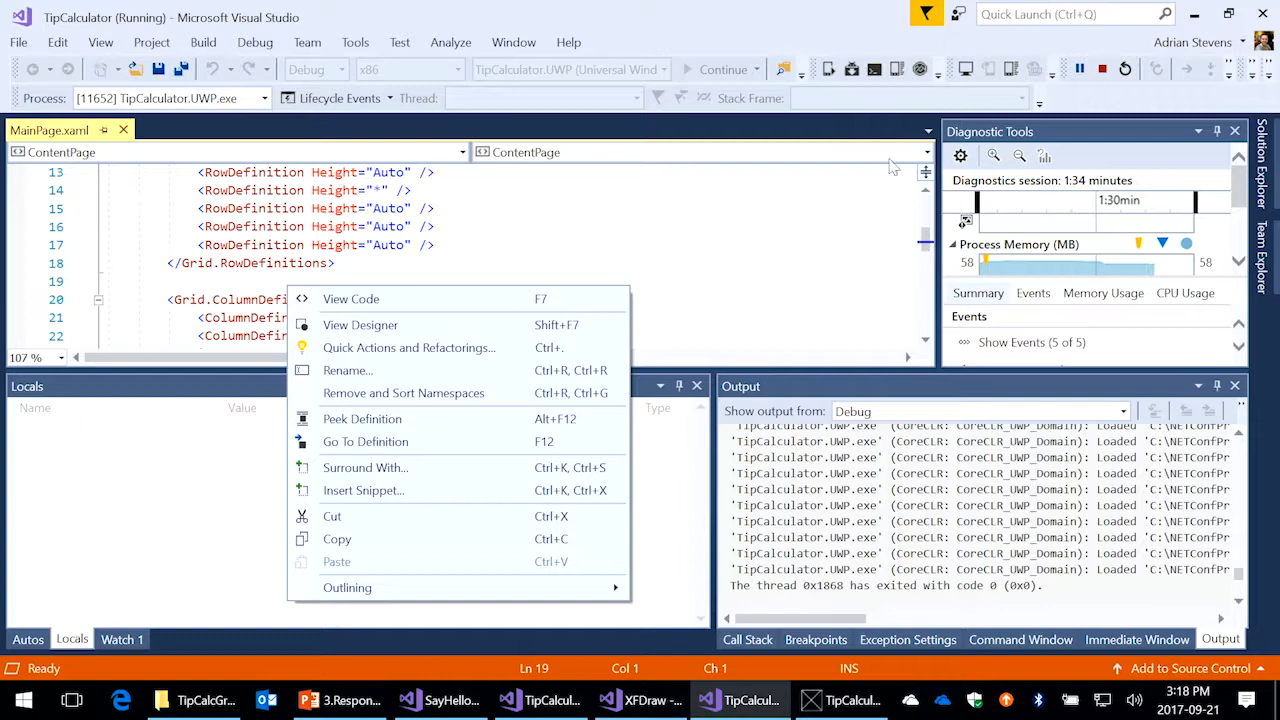 TipCalculator (Running) - Microsoft Visual Studio
Quick Launch (Ctrl+Q)
File Edit View Project Build Debug Team Tools Test Analyze Window Help
Adrian Stevens
Debug x86 TipCalculator.UWP (Universal Wind Continue
Process: [11652] TipCalculator.UWP.exe Lifecycle Events Thread: Stack Frame:
MainPage.xaml
ContentPage ContentPage
13 <RowDefinition Height="Auto" />
14 <RowDefinition Height="*" />
15 <RowDefinition Height="Auto" />
16 <RowDefinition Height="Auto" />
17 <RowDefinition Height="Auto" />
18 </Grid.RowDefinitions>
19
20 <Grid.ColumnDef
21 <ColumnDefi
22 <ColumnDefi
107 %
View Code F7
View Designer Shift+F7
Quick Actions and Refactorings... Ctrl+.
Rename... Ctrl+R, Ctrl+R
Remove and Sort Namespaces Ctrl+R, Ctrl+G
Peek Definition Alt+F12
Go To Definition F12
Surround With... Ctrl+K, Ctrl+S
Insert Snippet... Ctrl+K, Ctrl+X
Cut Ctrl+X
Copy Ctrl+C
Paste Ctrl+V
Outlining
Diagnostic Tools
Diagnostics session: 1:34 minutes
1:30min
Process Memory (MB)
58 58
Summary Events Memory Usage CPU Usage
Events
Show Events (5 of 5)
Solution Explorer
Team Explorer
Locals
Name Value Type
Autos Locals Watch 1
Output
Show output from: Debug
'TipCalculator.UWP.exe' (CoreCLR: CoreCLR_UWP_Domain): Loaded 'C:\NETConfPr
'TipCalculator.UWP.exe' (CoreCLR: CoreCLR_UWP_Domain): Loaded 'C:\NETConfPr
'TipCalculator.UWP.exe' (CoreCLR: CoreCLR_UWP_Domain): Loaded 'C:\NETConfPr
'TipCalculator.UWP.exe' (CoreCLR: CoreCLR_UWP_Domain): Loaded 'C:\NETConfPr
'TipCalculator.UWP.exe' (CoreCLR: CoreCLR_UWP_Domain): Loaded 'C:\NETConfPr
'TipCalculator.UWP.exe' (CoreCLR: CoreCLR_UWP_Domain): Loaded 'C:\NETConfPr
'TipCalculator.UWP.exe' (CoreCLR: CoreCLR_UWP_Domain): Loaded 'C:\NETConfPr
'TipCalculator.UWP.exe' (CoreCLR: CoreCLR_UWP_Domain): Loaded 'C:\NETConfPr
'TipCalculator.UWP.exe' (CoreCLR: CoreCLR_UWP_Domain): Loaded 'C:\NETConfPr
'TipCalculator.UWP.exe' (CoreCLR: CoreCLR_UWP_Domain): Loaded 'C:\NETConfPr
The thread 0x1868 has exited with code 0 (0x0).
Call Stack Breakpoints Exception Settings Command Window Immediate Window Output
Ready Ln 19 Col 1 Ch 1 INS Add to Source Control
TipCalcGr... 3.Respon... SayHello... TipCalcul... XFDraw -... TipCalcul... TipCalcul...
3:18 PM
2017-09-21